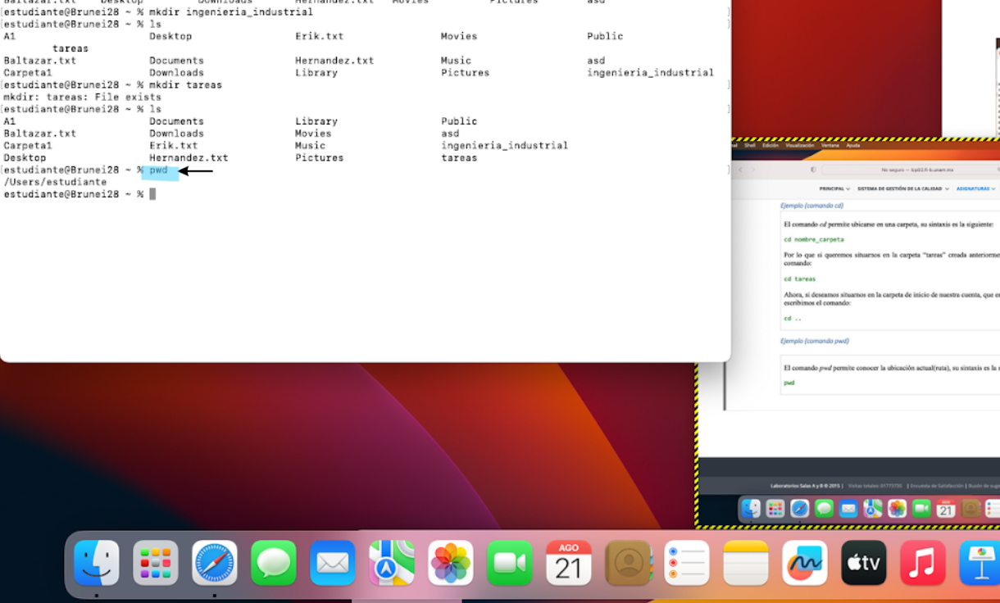 Baltazar.txt Desktop Downloads Hernandez.txt Movies Pictures asd
[estudiante@Brunei28 ~ % mkdir ingenieria_industrial ]
[estudiante@Brunei28 ~ % ls ]
A1 Desktop Erik.txt Movies Public
tareas
Baltazar.txt Documents Hernandez.txt Music asd
Carpeta1 Downloads Library Pictures ingenieria_industrial
[estudiante@Brunei28 ~ % mkdir tareas ]
mkdir: tareas: File exists
[estudiante@Brunei28 ~ % ls ]
A1 Documents Library Public
Baltazar.txt Downloads Movies asd
Carpeta1 Erik.txt Music ingenieria_industrial
Desktop Hernandez.txt Pictures tareas
[estudiante@Brunei28 ~ % pwd ]
/Users/estudiante
estudiante@Brunei28 ~ %
Shell Edición Visualización Ventana Ayuda
No seguro —
PRINCIPAL SISTEMA DE GESTIÓN DE LA CALIDAD ASIGNATURAS
Ejemplo (comando cd)
El comando cd permite ubicarse en una carpeta, su sintaxis es la siguiente:
cd nombre_carpeta
Por lo que si queremos situarnos en la carpeta "tareas" creada anteriorme
comando:
cd tareas
Ahora, si deseamos situarnos en la carpeta de inicio de nuestra cuenta, que es
escribimos el comando:
cd ..
Ejemplo (comando pwd)
El comando pwd permite conocer la ubicación actual(ruta), su sintaxis es la s
pwd
Laboratorios Salas A y B © 2015 | Visitas totales: 01773735 | Encuesta de Satisfacción | Buzón de suge
21
AGO
21
tv